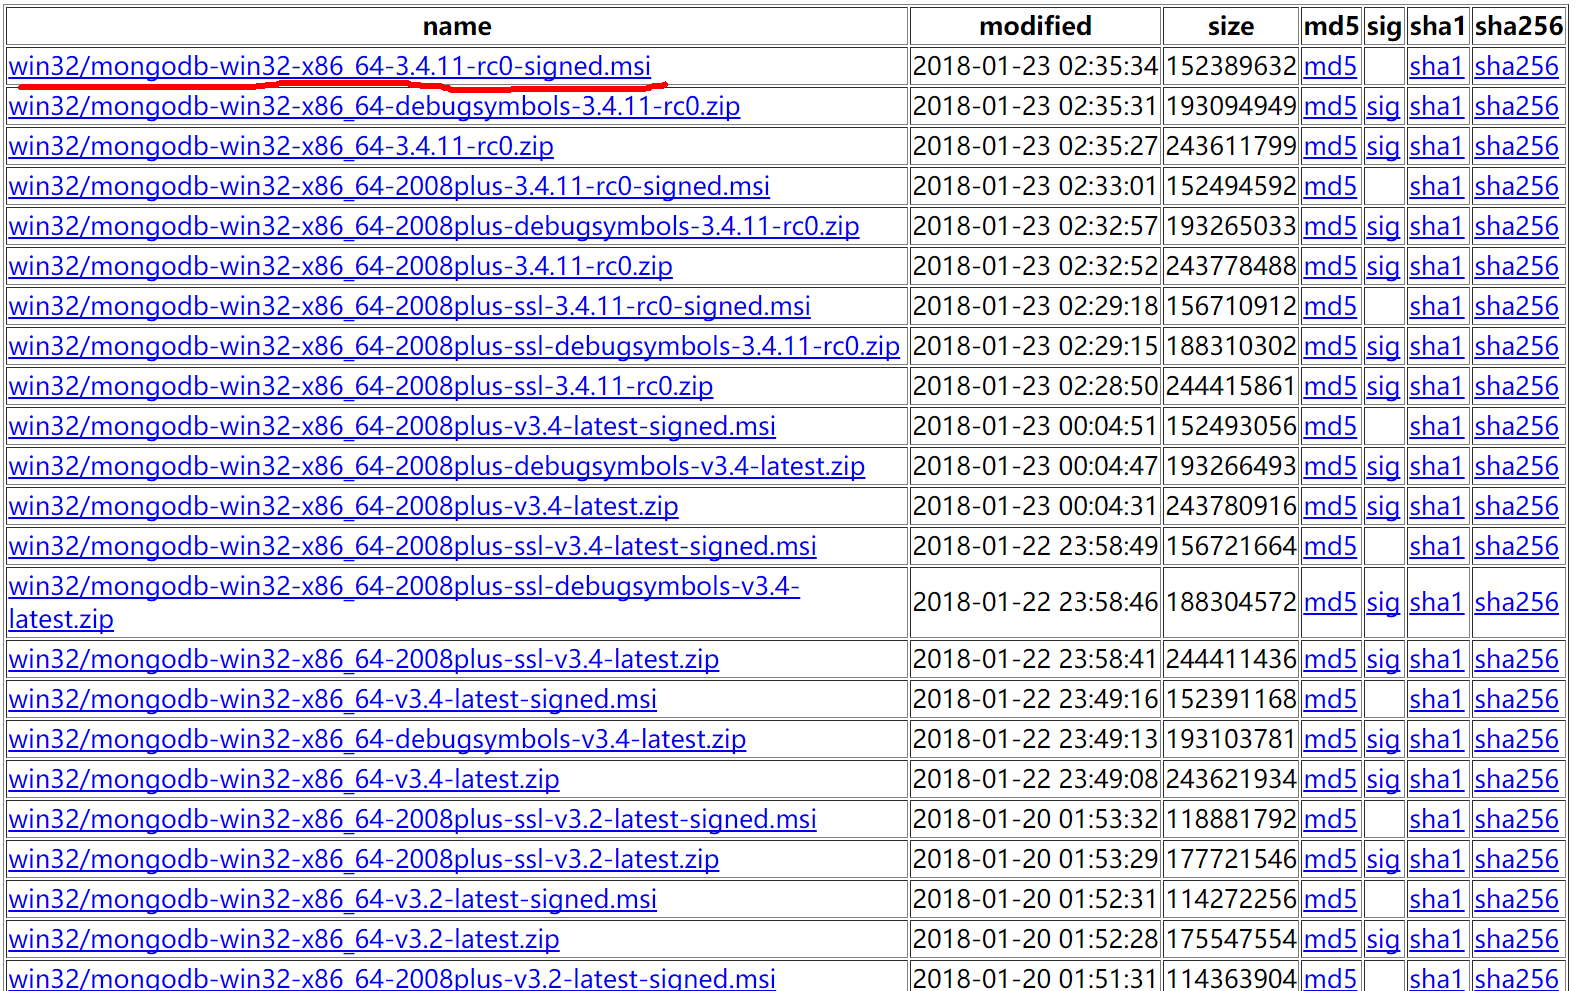 name modified size md5 sig sha1 sha256
win32/mongodb-win32-x86_64-3.4.11-rc0-signed.msi 2018-01-23 02:35:34 152389632 md5 sha1 sha256
win32/mongodb-win32-x86_64-debugsymbols-3.4.11-rc0.zip 2018-01-23 02:35:31 193094949 md5 sig sha1 sha256
win32/mongodb-win32-x86_64-3.4.11-rc0.zip 2018-01-23 02:35:27 243611799 md5 sig sha1 sha256
win32/mongodb-win32-x86_64-2008plus-3.4.11-rc0-signed.msi 2018-01-23 02:33:01 152494592 md5 sha1 sha256
win32/mongodb-win32-x86_64-2008plus-debugsymbols-3.4.11-rc0.zip 2018-01-23 02:32:57 193265033 md5 sig sha1 sha256
win32/mongodb-win32-x86_64-2008plus-3.4.11-rc0.zip 2018-01-23 02:32:52 243778488 md5 sig sha1 sha256
win32/mongodb-win32-x86_64-2008plus-ssl-3.4.11-rc0-signed.msi 2018-01-23 02:29:18 156710912 md5 sha1 sha256
win32/mongodb-win32-x86_64-2008plus-ssl-debugsymbols-3.4.11-rc0.zip 2018-01-23 02:29:15 188310302 md5 sig sha1 sha256
win32/mongodb-win32-x86_64-2008plus-ssl-3.4.11-rc0.zip 2018-01-23 02:28:50 244415861 md5 sig sha1 sha256
win32/mongodb-win32-x86_64-2008plus-v3.4-latest-signed.msi 2018-01-23 00:04:51 152493056 md5 sha1 sha256
win32/mongodb-win32-x86_64-2008plus-debugsymbols-v3.4-latest.zip 2018-01-23 00:04:47 193266493 md5 sig sha1 sha256
win32/mongodb-win32-x86_64-2008plus-v3.4-latest.zip 2018-01-23 00:04:31 243780916 md5 sig sha1 sha256
win32/mongodb-win32-x86_64-2008plus-ssl-v3.4-latest-signed.msi 2018-01-22 23:58:49 156721664 md5 sha1 sha256
win32/mongodb-win32-x86_64-2008plus-ssl-debugsymbols-v3.4-
latest.zip 2018-01-22 23:58:46 188304572 md5 sig sha1 sha256
win32/mongodb-win32-x86_64-2008plus-ssl-v3.4-latest.zip 2018-01-22 23:58:41 244411436 md5 sig sha1 sha256
win32/mongodb-win32-x86_64-v3.4-latest-signed.msi 2018-01-22 23:49:16 152391168 md5 sha1 sha256
win32/mongodb-win32-x86_64-debugsymbols-v3.4-latest.zip 2018-01-22 23:49:13 193103781 md5 sig sha1 sha256
win32/mongodb-win32-x86_64-v3.4-latest.zip 2018-01-22 23:49:08 243621934 md5 sig sha1 sha256
win32/mongodb-win32-x86_64-2008plus-ssl-v3.2-latest-signed.msi 2018-01-20 01:53:32 118881792 md5 sha1 sha256
win32/mongodb-win32-x86_64-2008plus-ssl-v3.2-latest.zip 2018-01-20 01:53:29 177721546 md5 sig sha1 sha256
win32/mongodb-win32-x86_64-v3.2-latest-signed.msi 2018-01-20 01:52:31 114272256 md5 sha1 sha256
win32/mongodb-win32-x86_64-v3.2-latest.zip 2018-01-20 01:52:28 175547554 md5 sig sha1 sha256
win32/mongodb-win32-x86_64-2008plus-v3.2-latest-signed.msi 2018-01-20 01:51:31 114363904 md5 sha1 sha256